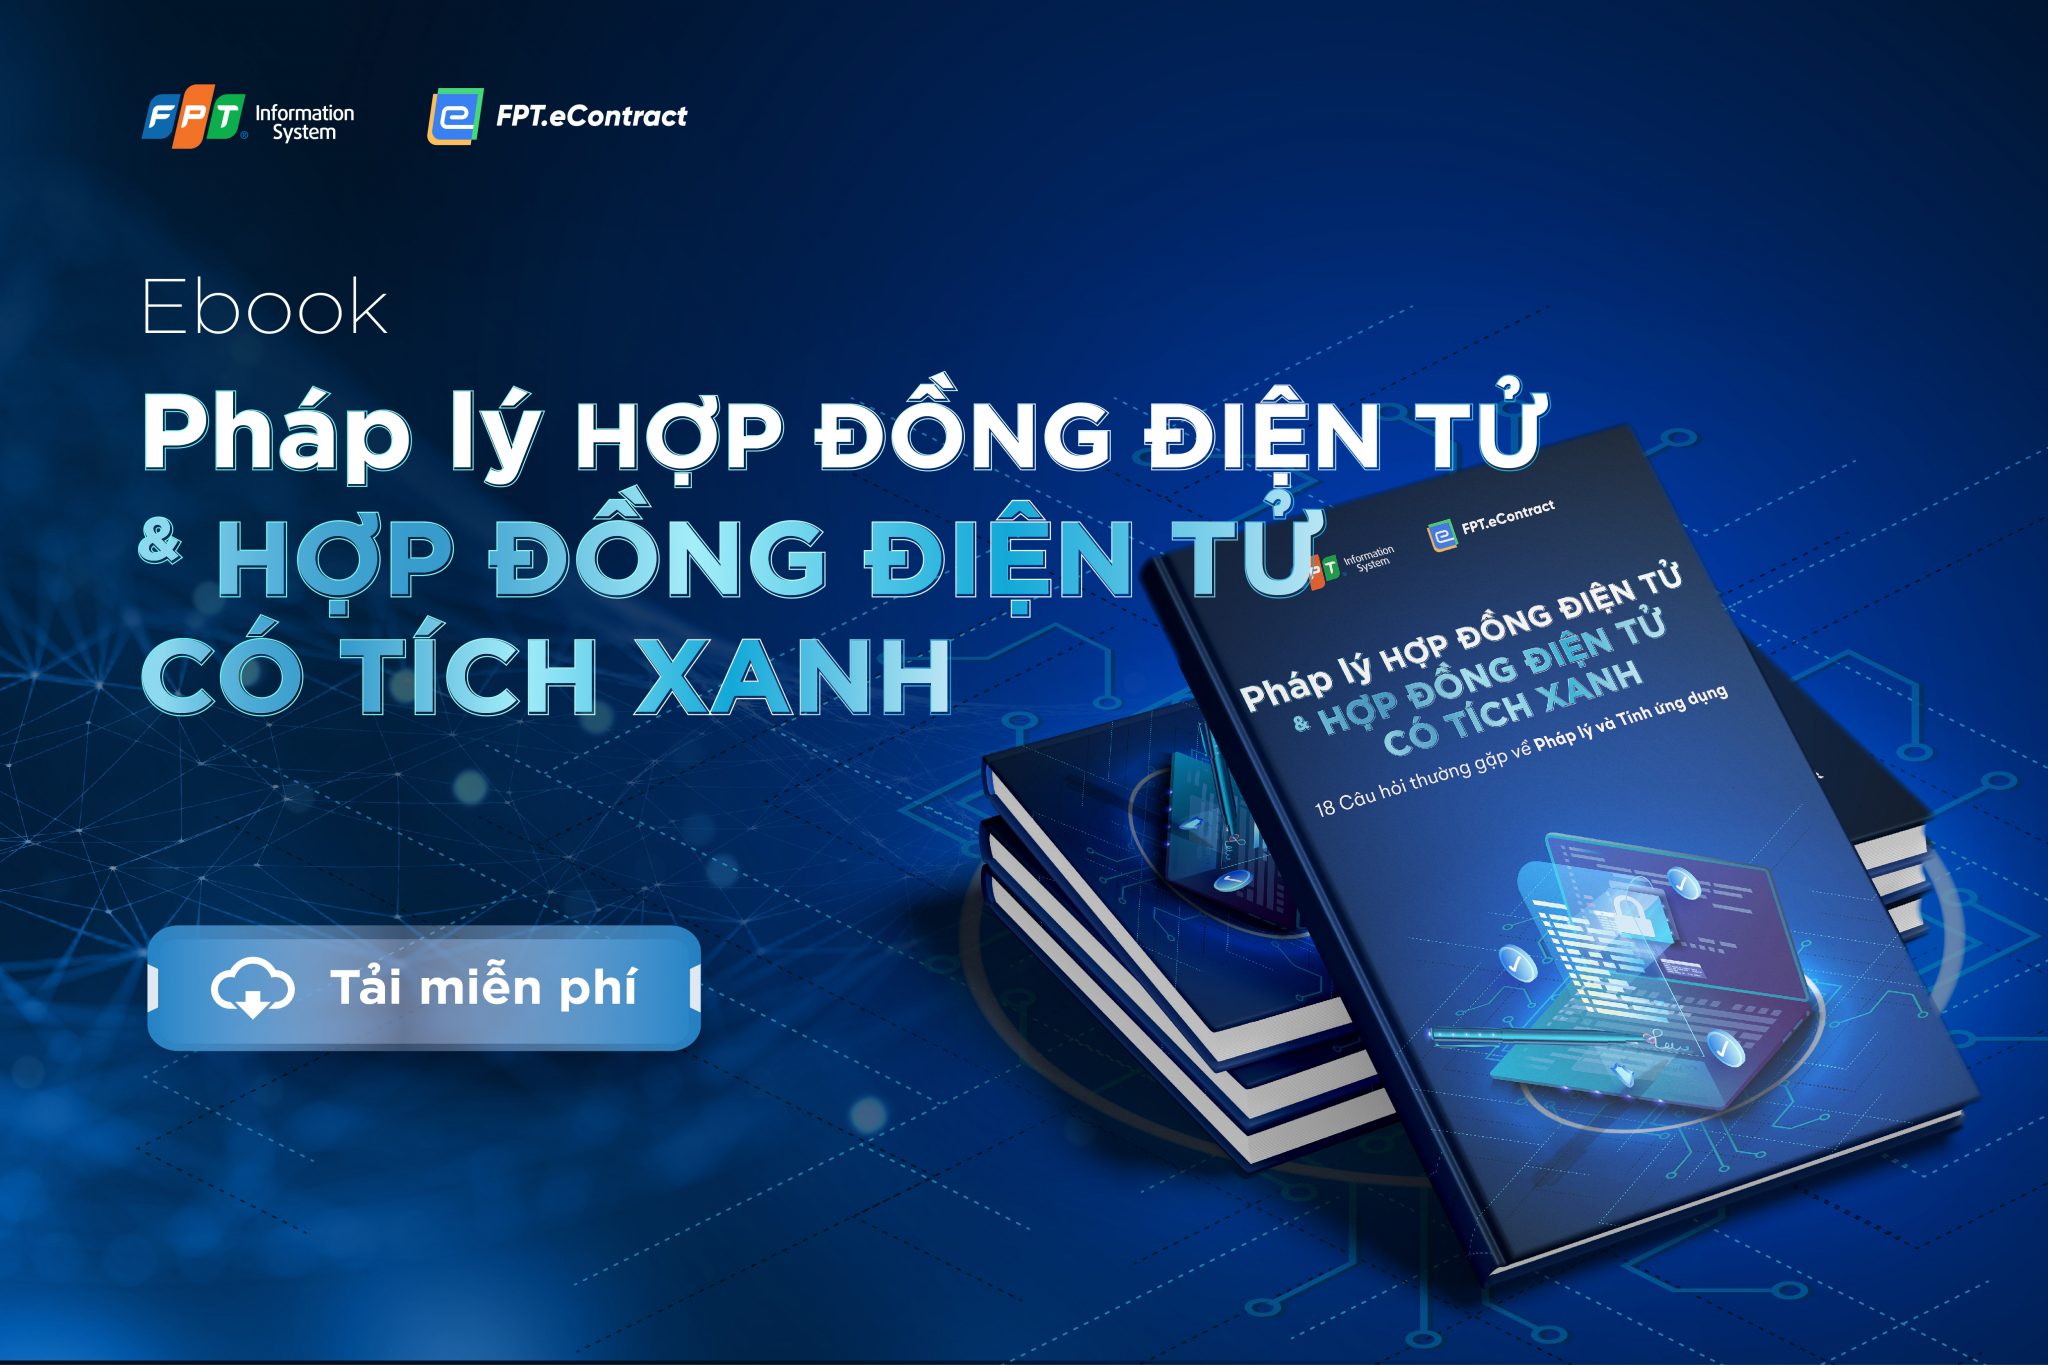 FPT Information
System
FPT.eContract
Ebook
Pháp lý HỢP ĐỒNG ĐIỆN TỬ
& HỢP ĐỒNG ĐIỆN TỬ
CÓ TÍCH XANH
Tải miễn phí
PT Information
System
FPT.eContract
Pháp lý HỢP ĐỒNG ĐIỆN TỬ
& HỢP ĐỒNG ĐIỆN TỬ
CÓ TÍCH XANH
18 Câu hỏi thường gặp về Pháp lý và Tính ứng dụng